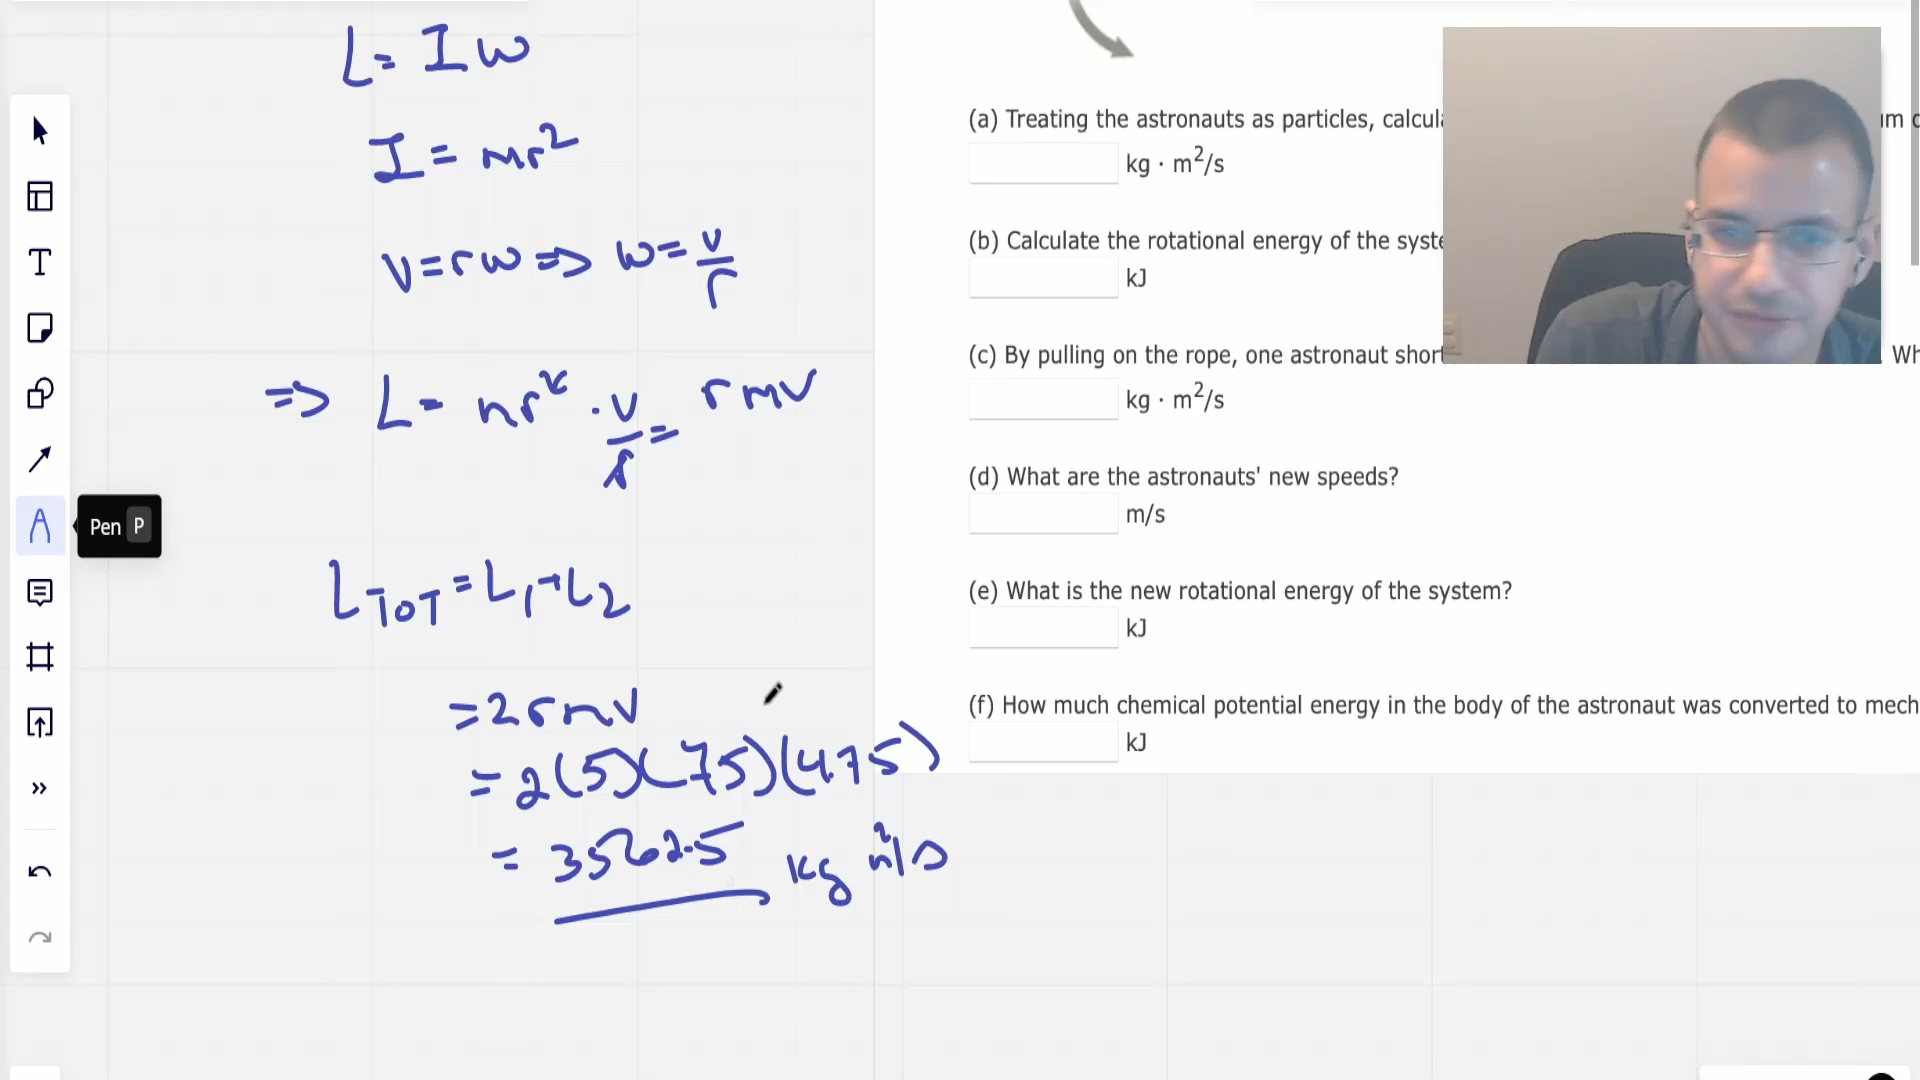 L = Iω
I = mr²
v = rω => ω = v/r
=> L = mr² · v/r = rmv
L TOT = L1 + L2
= 2rmv
= 2(5)(75)(4.75)
= 3562.5 kg m²/s
Pen P
T
(a) Treating the astronauts as particles, calcula
m o
kg · m²/s
(b) Calculate the rotational energy of the syste
kJ
(c) By pulling on the rope, one astronaut short
Wh
kg · m²/s
(d) What are the astronauts' new speeds?
m/s
(e) What is the new rotational energy of the system?
kJ
(f) How much chemical potential energy in the body of the astronaut was converted to mech
kJ